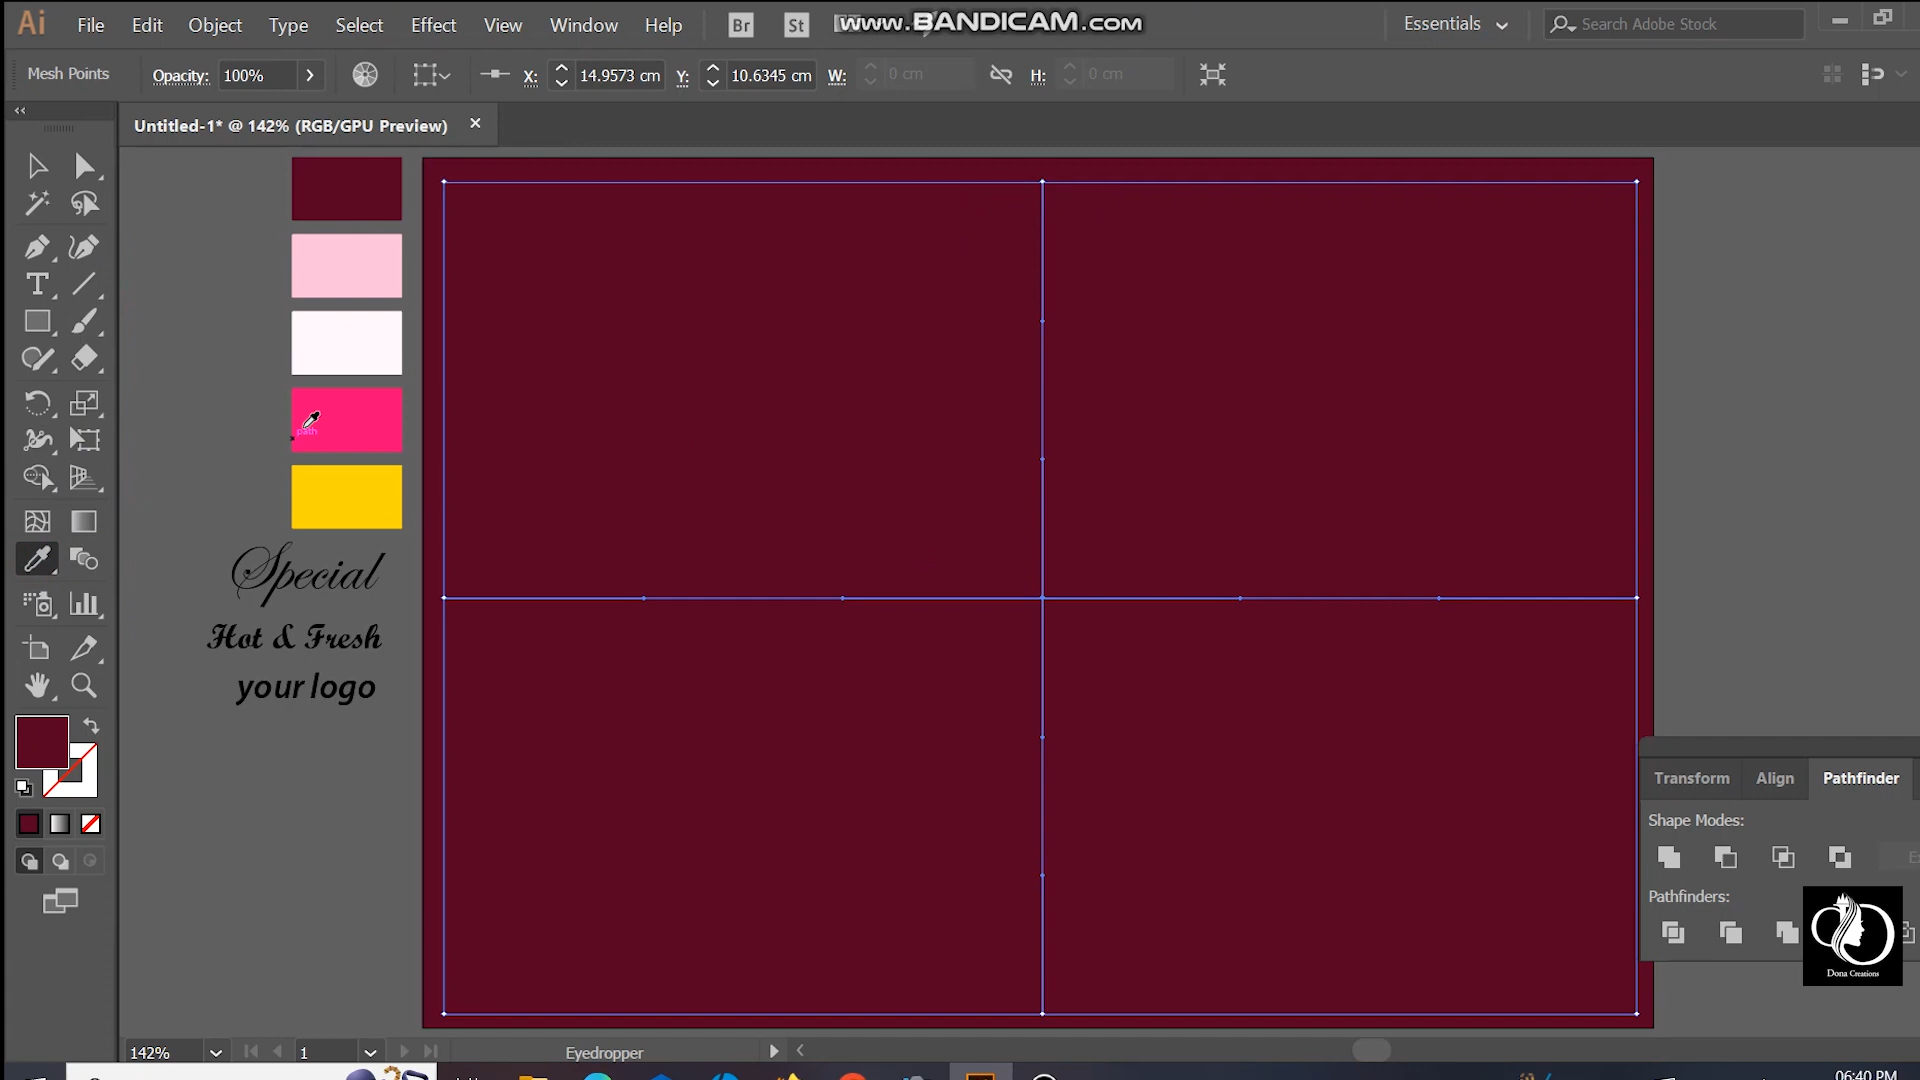 Ai File Edit Object Type Select Effect View Window Help Br St www.BANDICAM.com Essentials Search Adobe Stock
Mesh Points Opacity: 100% X: 14.9573 cm Y: 10.6345 cm W: 0 cm H: 0 cm
Untitled-1* @ 142% (RGB/GPU Preview)
path
Special
Hot & Fresh
your logo
Transform Align Pathfinder
Shape Modes:
Pathfinders:
Dona Creations
142% 1 Eyedropper
06:40 PM